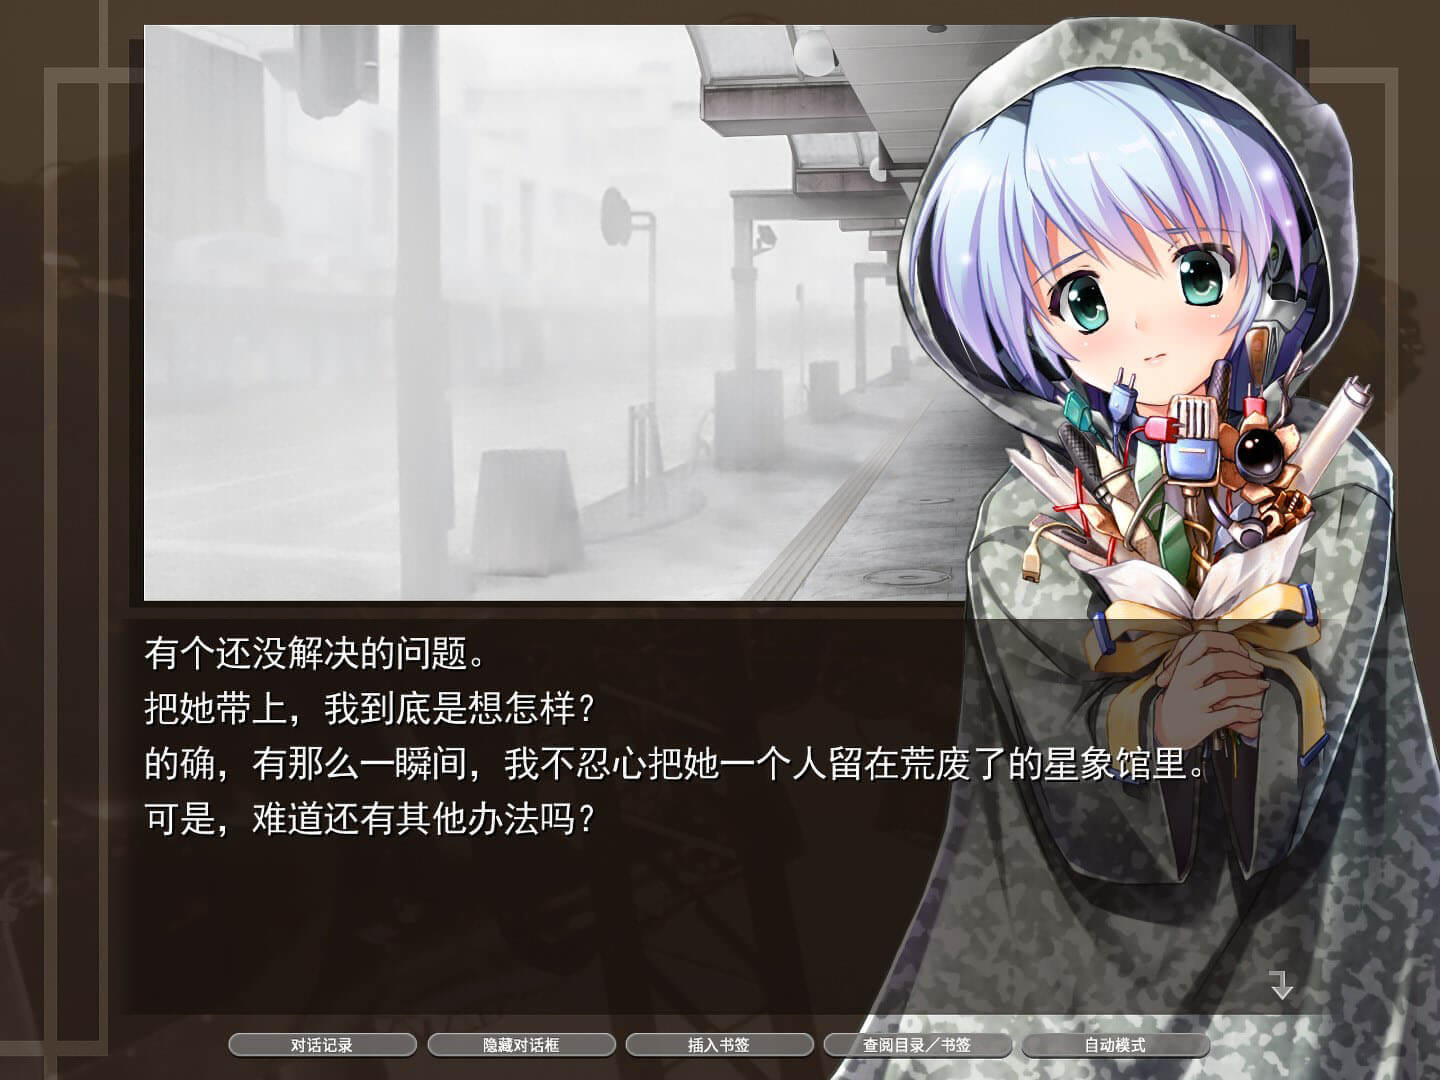 有个还没解决的问题。
把她带上，我到底是想怎样？
的确，有那么一瞬间，我不忍心把她一个人留在荒废了的星象馆里。
可是，难道还有其他办法吗？
对话记录
隐藏对话框
插入书签
查阅目录／书签
自动模式